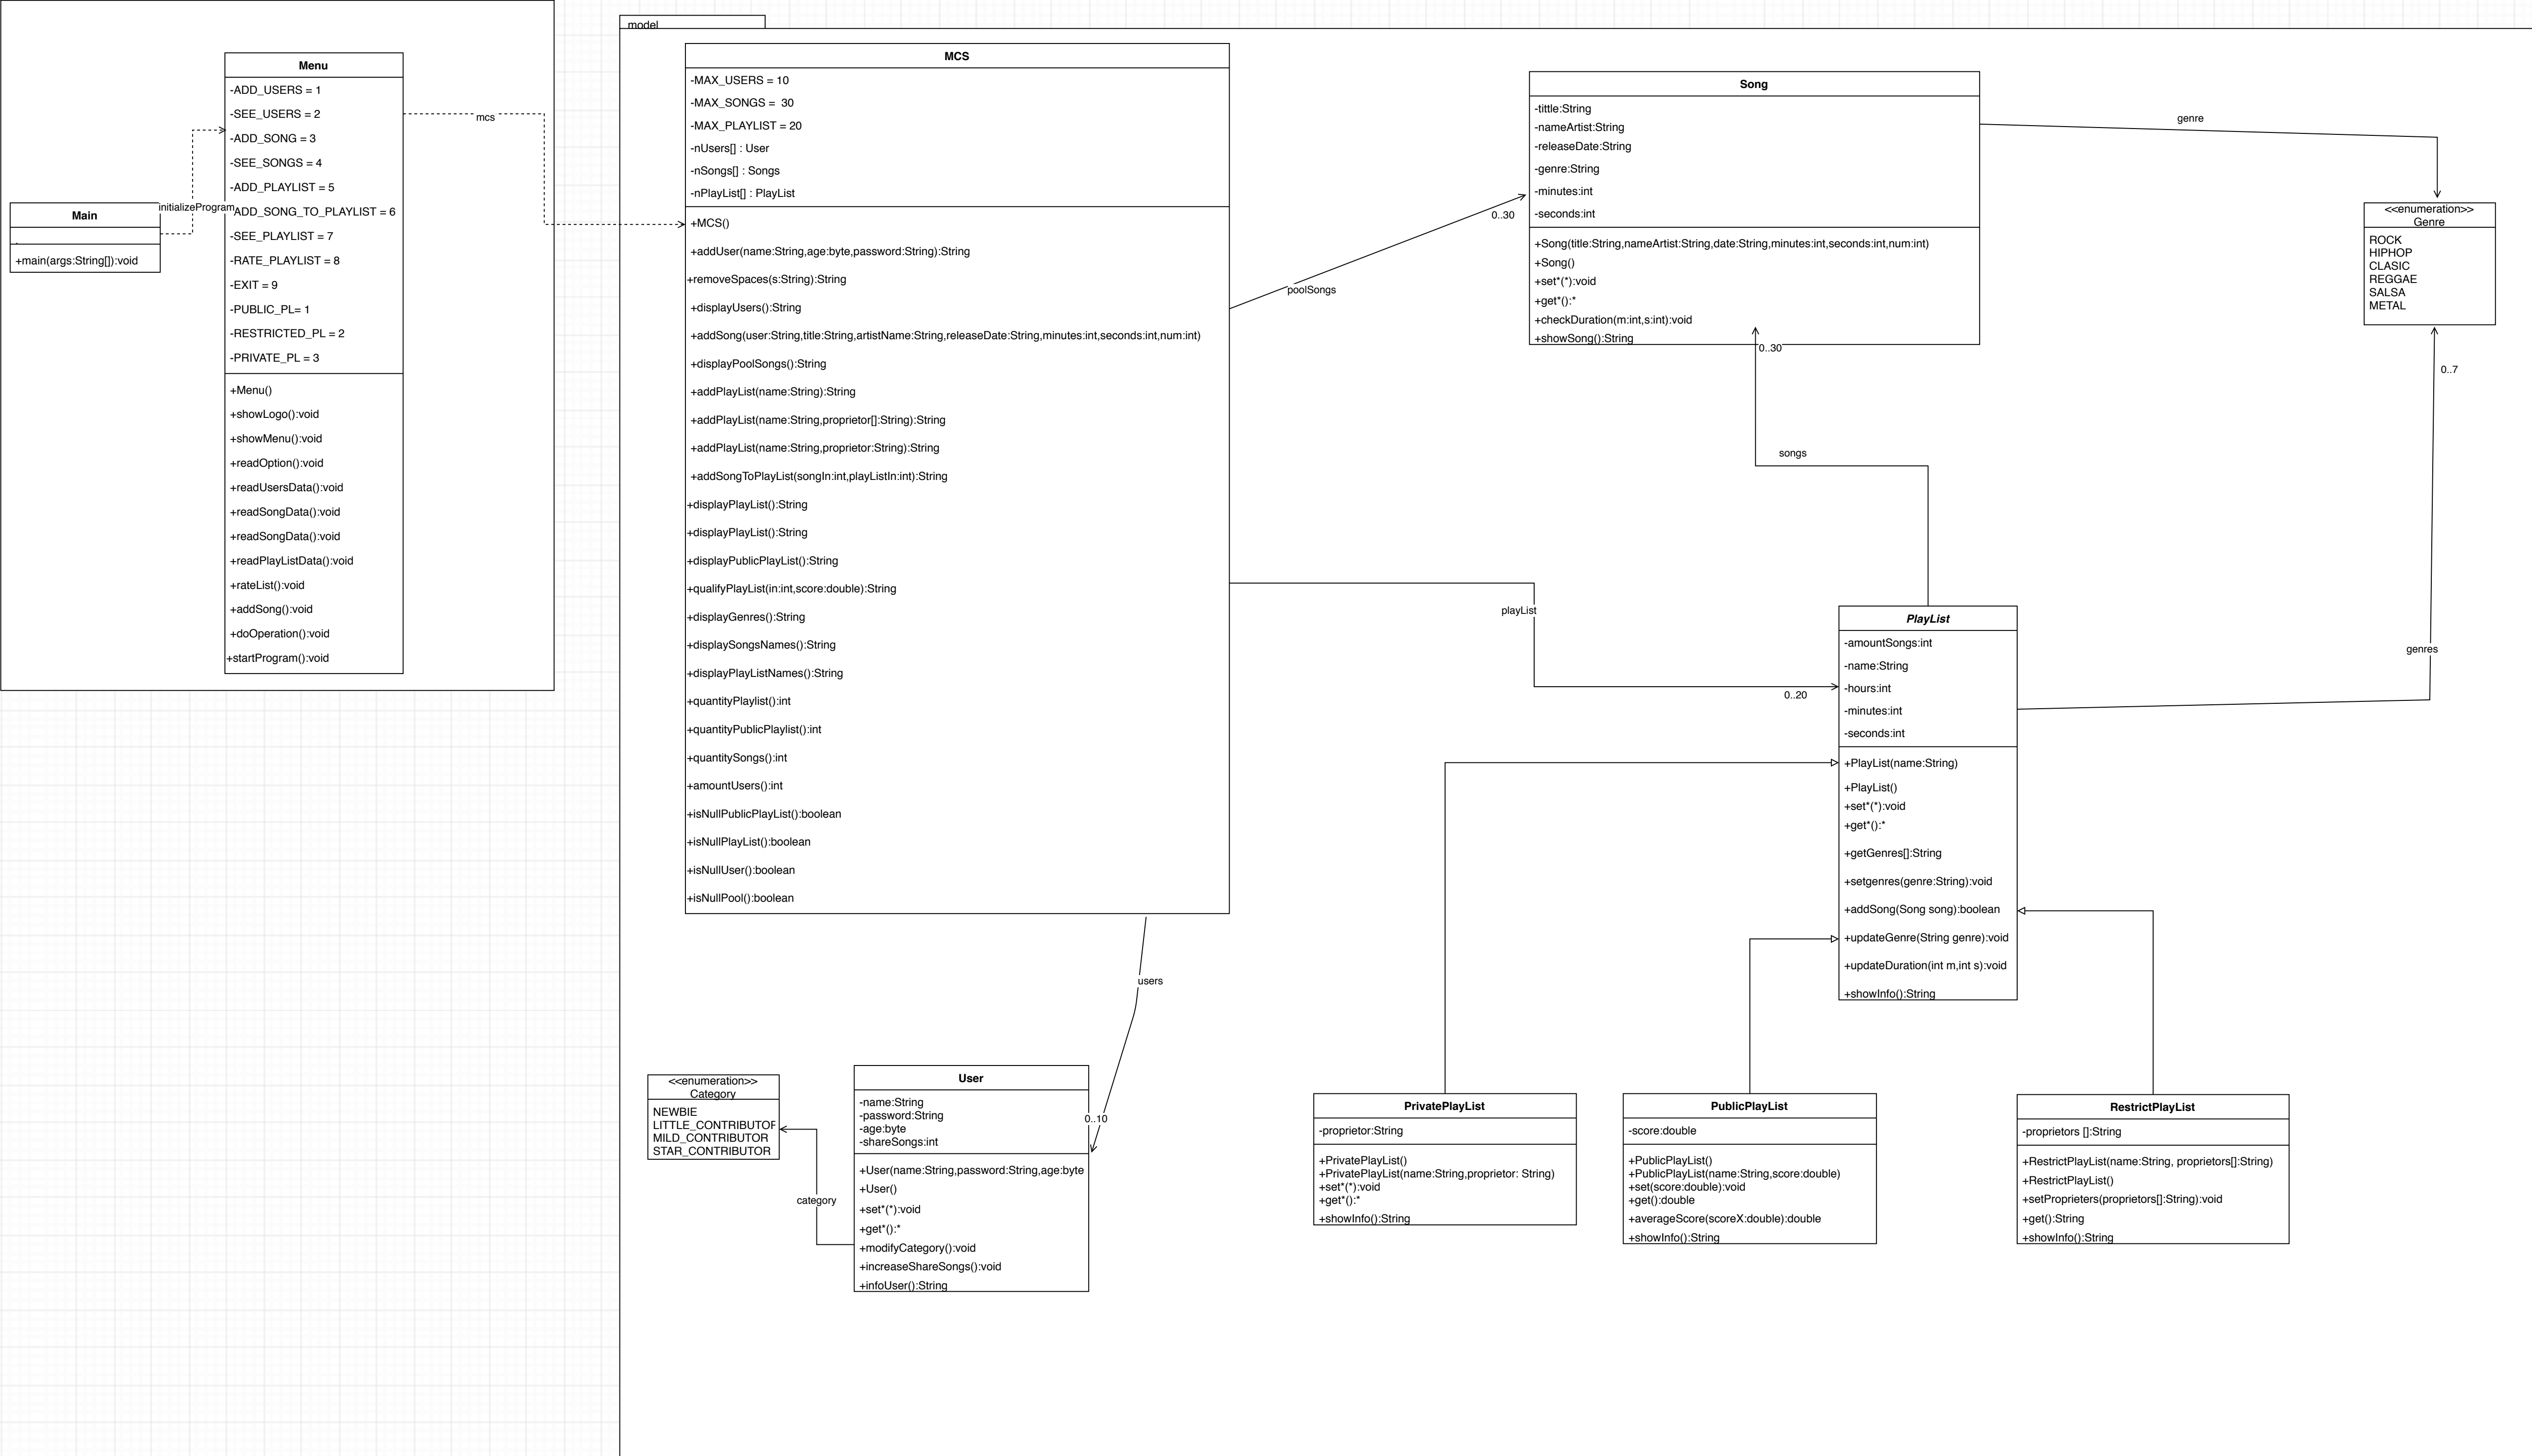 Menu
-ADD_USERS = 1
-SEE_USERS = 2
-ADD_SONG = 3
-SEE_SONGS = 4
-ADD_PLAYLIST = 5
ADD_SONG_TO_PLAYLIST = 6
-SEE_PLAYLIST = 7
-RATE_PLAYLIST = 8
-EXIT = 9
-PUBLIC_PL= 1
-RESTRICTED_PL = 2
-PRIVATE_PL = 3
+Menu()
+showLogo():void
+showMenu():void
+readOption():void
+readUsersData():void
+readSongData():void
+readSongData():void
+readPlayListData():void
+rateList():void
+addSong():void
+doOperation():void
+startProgram():void
Main
+main(args:String[]):void
initializeProgram
mcs
model
MCS
-MAX_USERS = 10
-MAX_SONGS =  30
-MAX_PLAYLIST = 20
-nUsers[] : User
-nSongs[] : Songs
-nPlayList[] : PlayList
+MCS()
+addUser(name:String,age:byte,password:String):String
+removeSpaces(s:String):String
+displayUsers():String
+addSong(user:String,title:String,artistName:String,releaseDate:String,minutes:int,seconds:int,num:int)
+displayPoolSongs():String
+addPlayList(name:String):String
+addPlayList(name:String,proprietor[]:String):String
+addPlayList(name:String,proprietor:String):String
+addSongToPlayList(songIn:int,playListIn:int):String
+displayPlayList():String
+displayPlayList():String
+displayPublicPlayList():String
+qualifyPlayList(in:int,score:double):String
+displayGenres():String
+displaySongsNames():String
+displayPlayListNames():String
+quantityPlaylist():int
+quantityPublicPlaylist():int
+quantitySongs():int
+amountUsers():int
+isNullPublicPlayList():boolean
+isNullPlayList():boolean
+isNullUser():boolean
+isNullPool():boolean
poolSongs
0..30
Song
-tittle:String
-nameArtist:String
-releaseDate:String
-genre:String
-minutes:int
-seconds:int
+Song(title:String,nameArtist:String,date:String,minutes:int,seconds:int,num:int)
+Song()
+set*(*):void
+get*():*
+checkDuration(m:int,s:int):void
+showSong():String
0..30
songs
genre
<<enumeration>>
Genre
ROCK
HIPHOP
CLASIC
REGGAE
SALSA
METAL
0..7
genres
playList
0..20
PlayList
-amountSongs:int
-name:String
-hours:int
-minutes:int
-seconds:int
+PlayList(name:String)
+PlayList()
+set*(*):void
+get*():*
+getGenres[]:String
+setgenres(genre:String):void
+addSong(Song song):boolean
+updateGenre(String genre):void
+updateDuration(int m,int s):void
+showInfo():String
users
0..10
<<enumeration>>
Category
NEWBIE
LITTLE_CONTRIBUTOR
MILD_CONTRIBUTOR
STAR_CONTRIBUTOR
category
User
-name:String
-password:String
-age:byte
-shareSongs:int
+User(name:String,password:String,age:byte
+User()
+set*(*):void
+get*():*
+modifyCategory():void
+increaseShareSongs():void
+infoUser():String
PrivatePlayList
-proprietor:String
+PrivatePlayList()
+PrivatePlayList(name:String,proprietor: String)
+set*(*):void
+get*():*
+showInfo():String
PublicPlayList
-score:double
+PublicPlayList()
+PublicPlayList(name:String,score:double)
+set(score:double):void
+get():double
+averageScore(scoreX:double):double
+showInfo():String
RestrictPlayList
-proprietors []:String
+RestrictPlayList(name:String, proprietors[]:String)
+RestrictPlayList()
+setProprieters(proprietors[]:String):void
+get():String
+showInfo():String